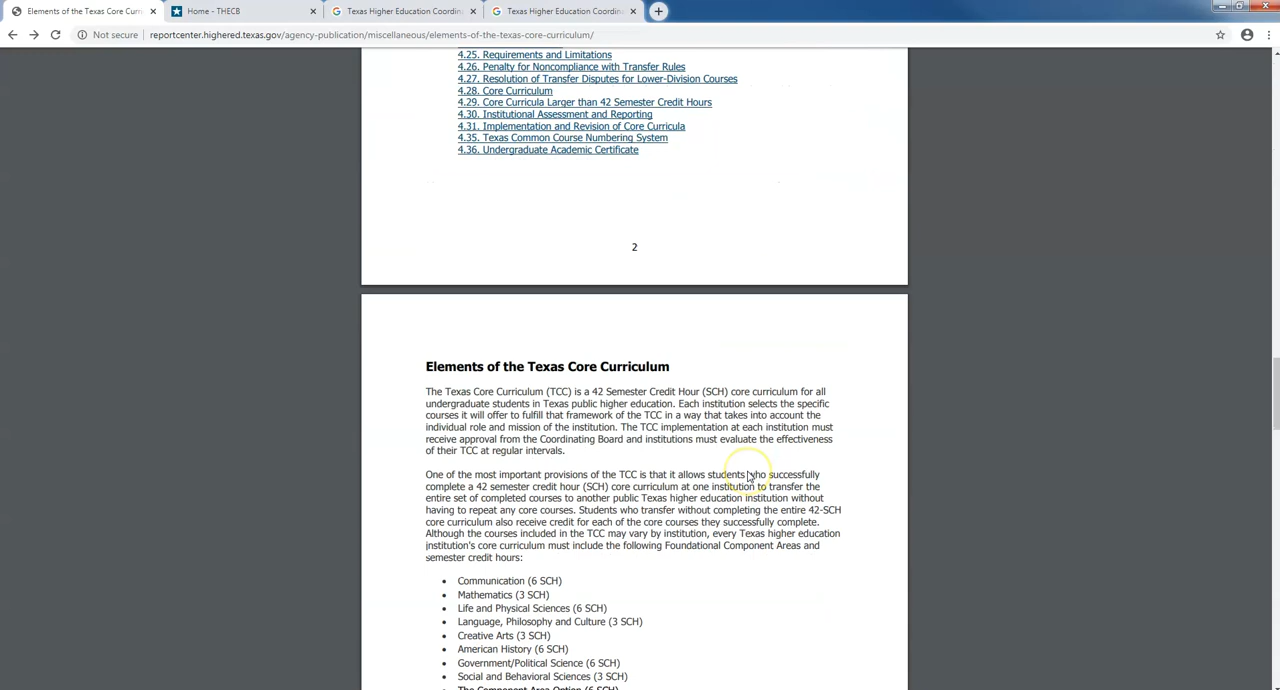 Elements of the Texas Core Curri
Home - THECB
Texas Higher Education Coordin
Texas Higher Education Coordin
Not secure
reportcenter.highered.texas.gov/agency-publication/miscellaneous/elements-of-the-texas-core-curriculum/
4.25. Requirements and Limitations
4.26. Penalty for Noncompliance with Transfer Rules
4.27. Resolution of Transfer Disputes for Lower-Division Courses
4.28. Core Curriculum
4.29. Core Curricula Larger than 42 Semester Credit Hours
4.30. Institutional Assessment and Reporting
4.31. Implementation and Revision of Core Curricula
4.35. Texas Common Course Numbering System
4.36. Undergraduate Academic Certificate
2
Elements of the Texas Core Curriculum
The Texas Core Curriculum (TCC) is a 42 Semester Credit Hour (SCH) core curriculum for all
undergraduate students in Texas public higher education. Each institution selects the specific
courses it will offer to fulfill that framework of the TCC in a way that takes into account the
individual role and mission of the institution. The TCC implementation at each institution must
receive approval from the Coordinating Board and institutions must evaluate the effectiveness
of their TCC at regular intervals.
One of the most important provisions of the TCC is that it allows students who successfully
complete a 42 semester credit hour (SCH) core curriculum at one institution to transfer the
entire set of completed courses to another public Texas higher education institution without
having to repeat any core courses. Students who transfer without completing the entire 42-SCH
core curriculum also receive credit for each of the core courses they successfully complete.
Although the courses included in the TCC may vary by institution, every Texas higher education
institution's core curriculum must include the following Foundational Component Areas and
semester credit hours:
• Communication (6 SCH)
• Mathematics (3 SCH)
• Life and Physical Sciences (6 SCH)
• Language, Philosophy and Culture (3 SCH)
• Creative Arts (3 SCH)
• American History (6 SCH)
• Government/Political Science (6 SCH)
• Social and Behavioral Sciences (3 SCH)
• The Component Area Option (6 SCH)